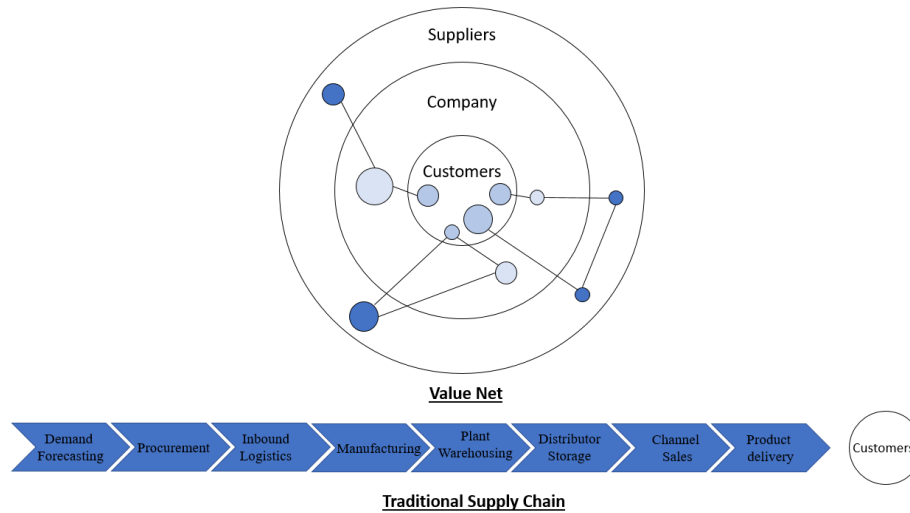 Suppliers
Company
Customers
Value Net
Demand
Forecasting
Procurement
Inbound
Logistics
Manufacturing
Plant
Warehousing
Distributor
Storage
Channel
Sales
Product
delivery
Customers
Traditional Supply Chain